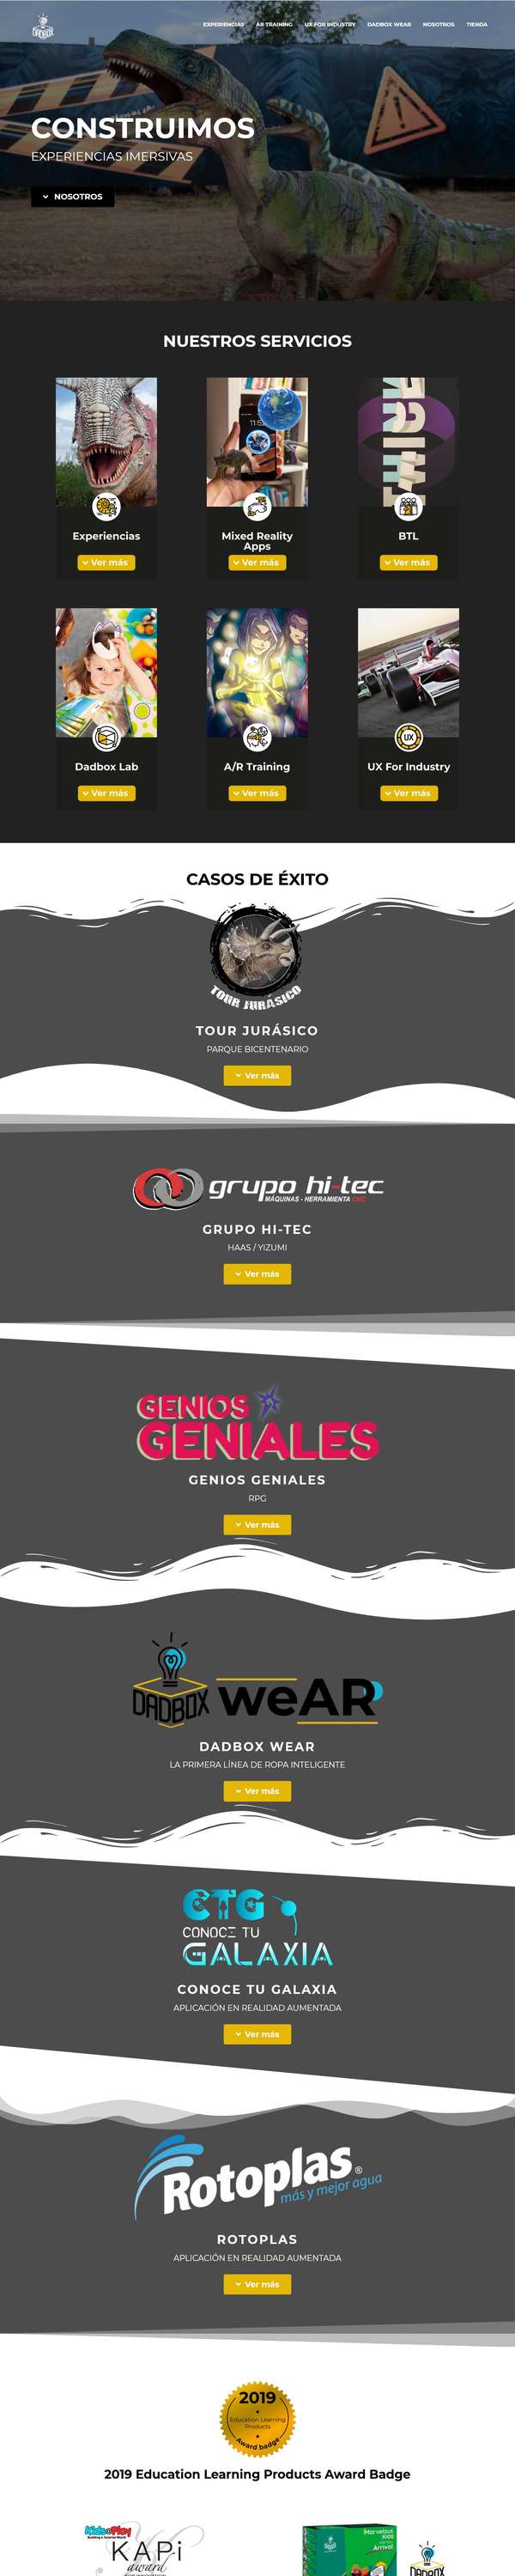 DADBOX
EXPERIENCIAS AR TRAINING UX FOR INDUSTRY DADBOX WEAR NOSOTROS TIENDA
CONSTRUIMOS
EXPERIENCIAS IMERSIVAS
NOSOTROS
NUESTROS SERVICIOS
11:52
Experiencias
Ver más
Mixed Reality
Apps
Ver más
BTL
Ver más
Dadbox Lab
Ver más
A/R Training
Ver más
UX
UX For Industry
Ver más
CASOS DE ÉXITO
TOUR JURÁSICO
TOUR JURÁSICO
PARQUE BICENTENARIO
Ver más
grupo hi-tec
MÁQUINAS - HERRAMIENTA CNC
GRUPO HI-TEC
HAAS / YIZUMI
Ver más
GENIOS
GENIALES
GENIOS GENIALES
RPG
Ver más
DADBOX weAR
DADBOX WEAR
LA PRIMERA LÍNEA DE ROPA INTELIGENTE
Ver más
CTG
CONOCE TU
GALAXIA
CONOCE TU GALAXIA
APLICACIÓN EN REALIDAD AUMENTADA
Ver más
Rotoplas®
más y mejor agua
ROTOPLAS
APLICACIÓN EN REALIDAD AUMENTADA
Ver más
2019
Education Learning
Products
Award badge
2019 Education Learning Products Award Badge
KAPi
award
Marvelous
Kids
Arrival
DADBOX